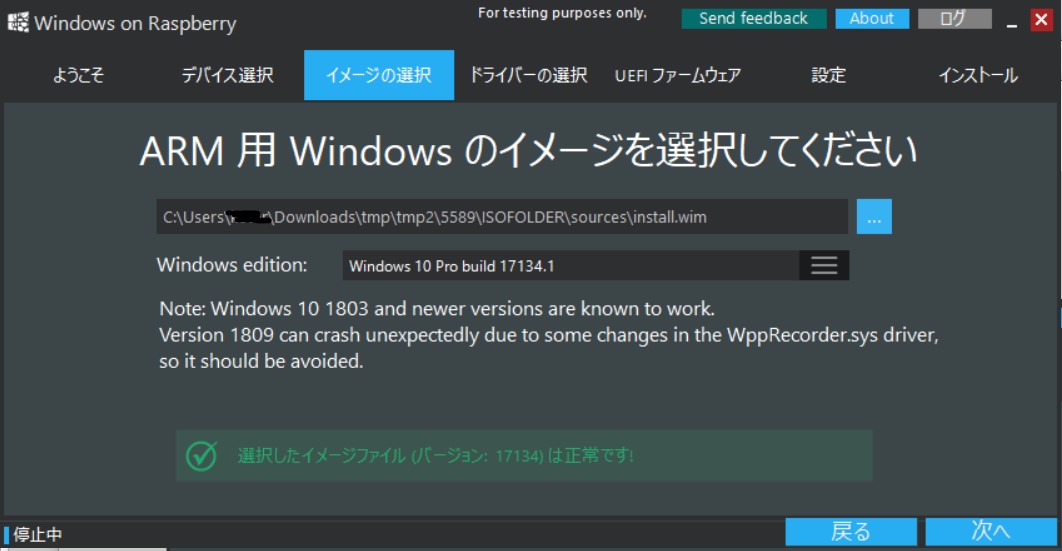 Windows on Raspberry
For testing purposes only.
Send feedback
About
ログ
ようこそ
デバイス選択
イメージの選択
ドライバーの選択
UEFI ファームウェア
設定
インストール
ARM 用 Windows のイメージを選択してください
C:\Users\
\Downloads\tmp\tmp2\5589\ISOFOLDER\sources\install.wim
...
Windows edition:
Windows 10 Pro build 17134.1
Note: Windows 10 1803 and newer versions are known to work.
Version 1809 can crash unexpectedly due to some changes in the WppRecorder.sys driver,
so it should be avoided.
選択したイメージファイル (バージョン: 17134) は正常です!
停止中
戻る
次へ